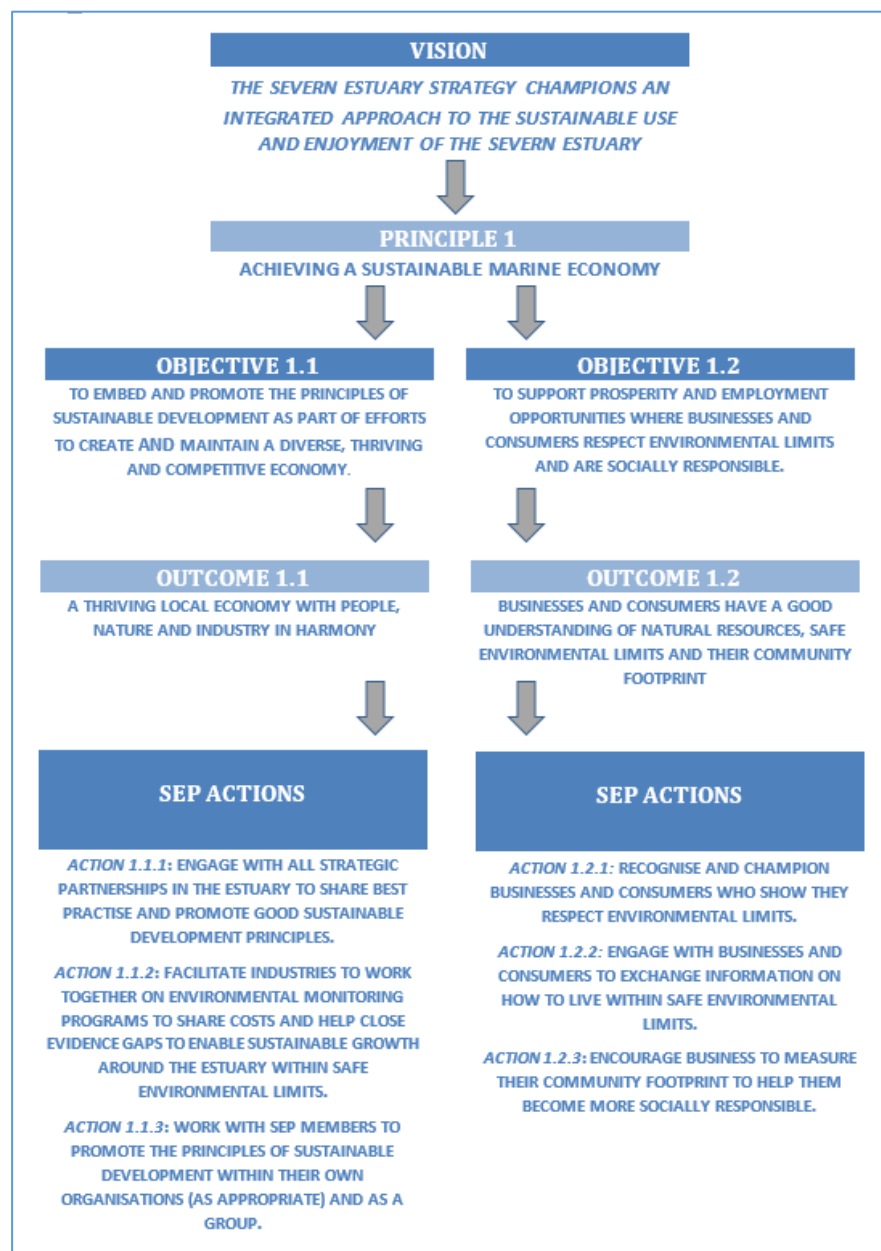 VISION
THE SEVERN ESTUARY STRATEGY CHAMPIONS AN
INTEGRATED APPROACH TO THE SUSTAINABLE USE
AND ENJOYMENT OF THE SEVERN ESTUARY
PRINCIPLE 1
ACHIEVING A SUSTAINABLE MARINE ECONOMY
OBJECTIVE 1.1
TO EMBED AND PROMOTE THE PRINCIPLES OF
SUSTAINABLE DEVELOPMENT AS PART OF EFFORTS
TO CREATE AND MAINTAIN A DIVERSE, THRIVING
AND COMPETITIVE ECONOMY.
OBJECTIVE 1.2
TO SUPPORT PROSPERITY AND EMPLOYMENT
OPPORTUNITIES WHERE BUSINESSES AND
CONSUMERS RESPECT ENVIRONMENTAL LIMITS
AND ARE SOCIALLY RESPONSIBLE.
OUTCOME 1.1
A THRIVING LOCAL ECONOMY WITH PEOPLE,
NATURE AND INDUSTRY IN HARMONY
OUTCOME 1.2
BUSINESSES AND CONSUMERS HAVE A GOOD
UNDERSTANDING OF NATURAL RESOURCES, SAFE
ENVIRONMENTAL LIMITS AND THEIR COMMUNITY
FOOTPRINT
SEP ACTIONS
ACTION 1.1.1: ENGAGE WITH ALL STRATEGIC
PARTNERSHIPS IN THE ESTUARY TO SHARE BEST
PRACTISE AND PROMOTE GOOD SUSTAINABLE
DEVELOPMENT PRINCIPLES.
ACTION 1.1.2: FACILITATE INDUSTRIES TO WORK
TOGETHER ON ENVIRONMENTAL MONITORING
PROGRAMS TO SHARE COSTS AND HELP CLOSE
EVIDENCE GAPS TO ENABLE SUSTAINABLE GROWTH
AROUND THE ESTUARY WITHIN SAFE
ENVIRONMENTAL LIMITS.
ACTION 1.1.3: WORK WITH SEP MEMBERS TO
PROMOTE THE PRINCIPLES OF SUSTAINABLE
DEVELOPMENT WITHIN THEIR OWN
ORGANISATIONS (AS APPROPRIATE) AND AS A
GROUP.
SEP ACTIONS
ACTION 1.2.1: RECOGNISE AND CHAMPION
BUSINESSES AND CONSUMERS WHO SHOW THEY
RESPECT ENVIRONMENTAL LIMITS.
ACTION 1.2.2: ENGAGE WITH BUSINESSES AND
CONSUMERS TO EXCHANGE INFORMATION ON
HOW TO LIVE WITHIN SAFE ENVIRONMENTAL
LIMITS.
ACTION 1.2.3: ENCOURAGE BUSINESS TO MEASURE
THEIR COMMUNITY FOOTPRINT TO HELP THEM
BECOME MORE SOCIALLY RESPONSIBLE.